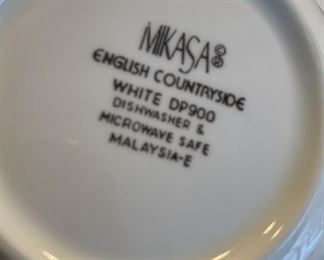 MIKASA®
ENGLISH COUNTRYSIDE
WHITE DP900
DISHWASHER &
MICROWAVE SAFE
MALAYSIA-E